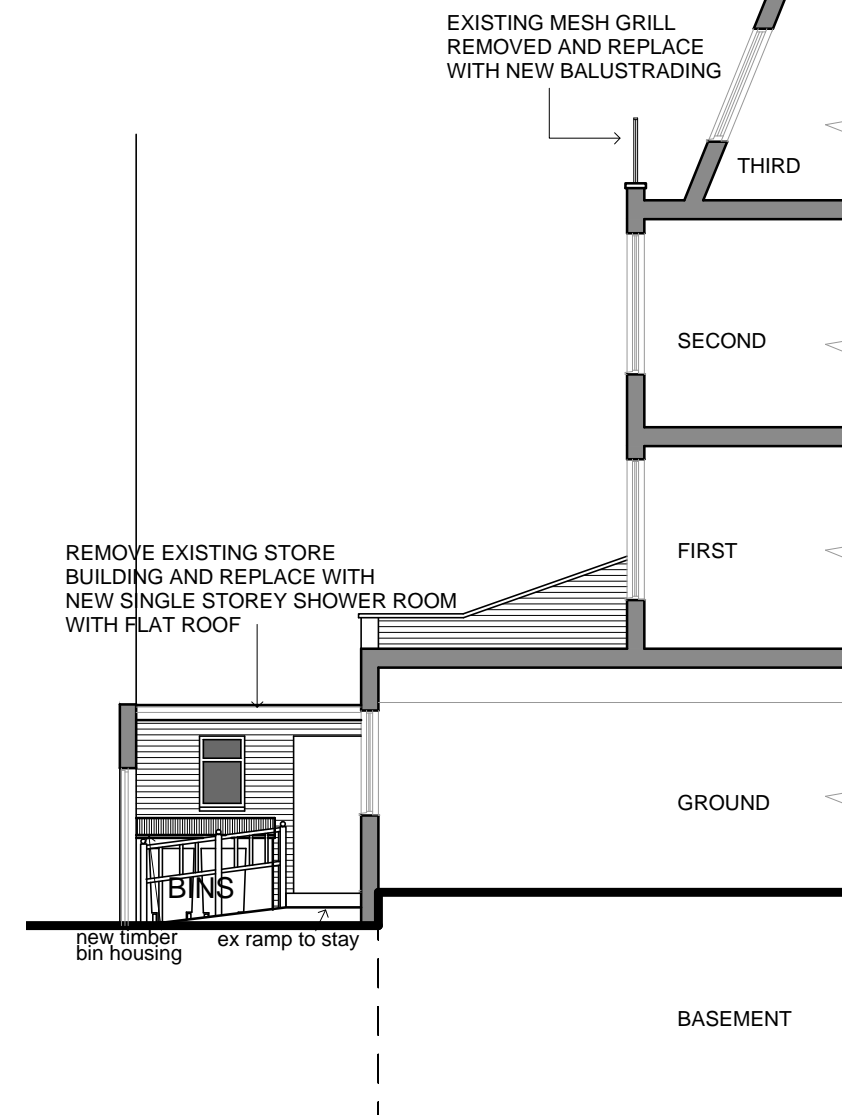 EXISTING MESH GRILL
REMOVED AND REPLACE
WITH NEW BALUSTRADING
THIRD
SECOND
FIRST
REMOVE EXISTING STORE
BUILDING AND REPLACE WITH
NEW SINGLE STOREY SHOWER ROOM
WITH FLAT ROOF
GROUND
BINS
new timber
bin housing
ex ramp to stay
BASEMENT